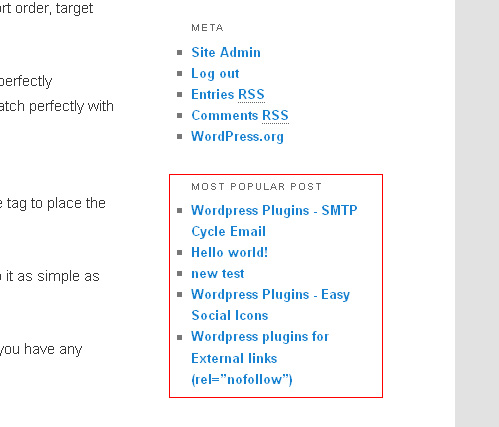 rt order, target
META
Site Admin
Log out
perfectly
Entries RSS
atch perfectly with
Comments RSS
WordPress.org
MOST POPULAR POST
e tag to place the
Wordpress Plugins - SMTP
Cycle Email
Hello world!
o it as simple as
new test
Wordpress Plugins - Easy
Social Icons
Wordpress plugins for
you have any
External links
(rel="nofollow")